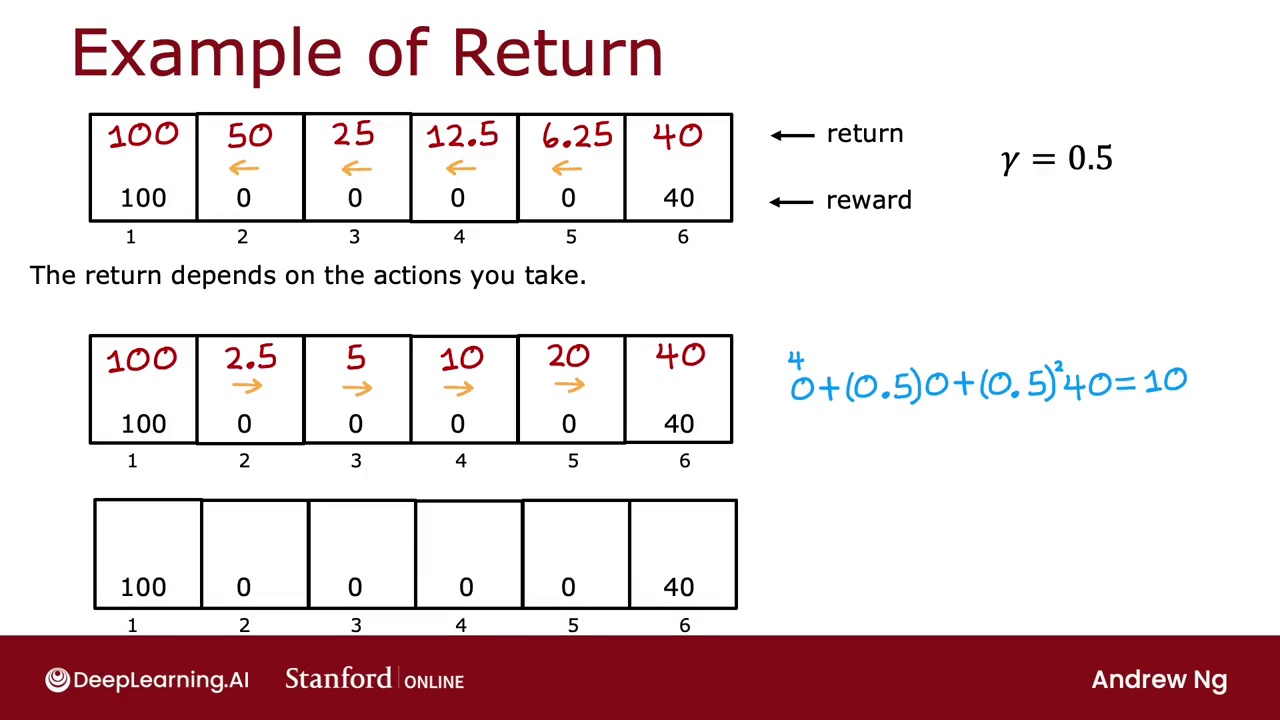 Example of Return
100 50 25 12.5 6.25 40 ← return
← ← ← ← γ = 0.5
100 0 0 0 0 40 ← reward
1 2 3 4 5 6
The return depends on the actions you take.
100 2.5 5 10 20 40
→ → → →
100 0 0 0 0 40
1 2 3 4 5 6
4
0+(0.5)0+(0.5)²40=10
100 0 0 0 0 40
1 2 3 4 5 6
DeepLearning.AI Stanford ONLINE Andrew Ng